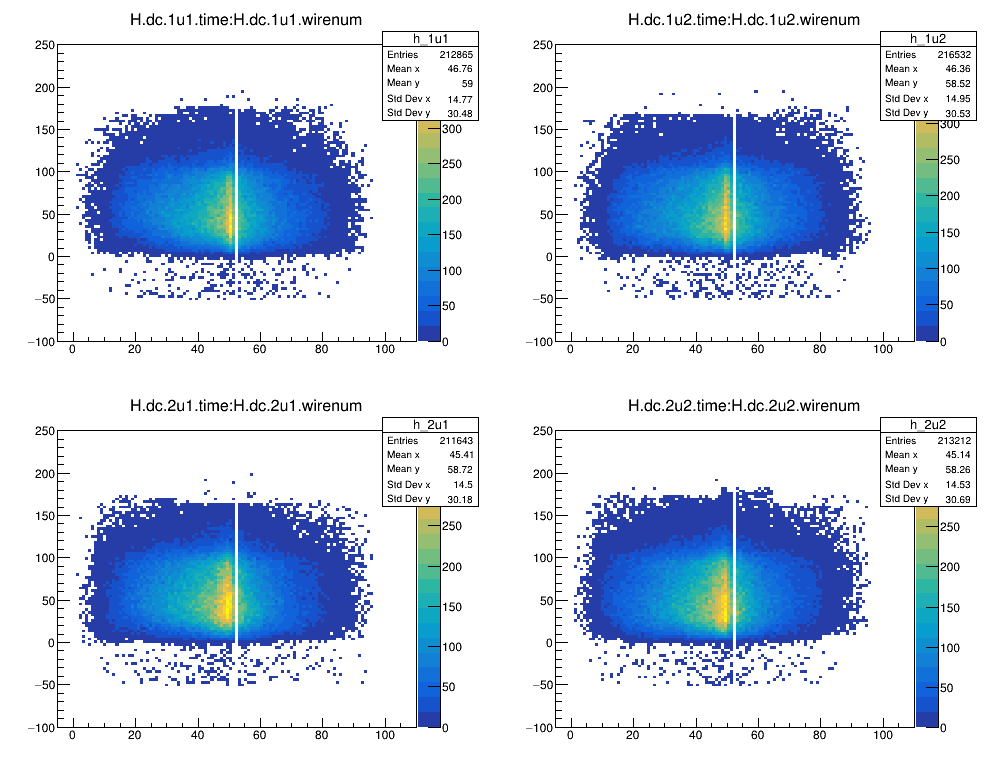 H.dc.1u1.time:H.dc.1u1.wirenum
h_1u1
Entries 212865
Mean x 46.76
Mean y 59
Std Dev x 14.77
Std Dev y 30.48
250
200
150
100
50
0
−50
−100
0 20 40 60 80 100
300
250
200
150
100
50
0
H.dc.1u2.time:H.dc.1u2.wirenum
h_1u2
Entries 216532
Mean x 46.36
Mean y 58.52
Std Dev x 14.95
Std Dev y 30.53
250
200
150
100
50
0
−50
−100
0 20 40 60 80 100
300
250
200
150
100
50
0
H.dc.2u1.time:H.dc.2u1.wirenum
h_2u1
Entries 211643
Mean x 45.41
Mean y 58.72
Std Dev x 14.5
Std Dev y 30.18
250
200
150
100
50
0
−50
−100
0 20 40 60 80 100
250
200
150
100
50
0
H.dc.2u2.time:H.dc.2u2.wirenum
h_2u2
Entries 213212
Mean x 45.14
Mean y 58.26
Std Dev x 14.53
Std Dev y 30.69
250
200
150
100
50
0
−50
−100
0 20 40 60 80 100
250
200
150
100
50
0